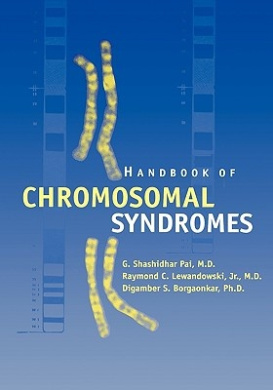 HANDBOOK OF
CHROMOSOMAL
SYNDROMES
G. Shashidhar Pai, M.D.
Raymond C. Lewandowski, Jr., M.D.
Digamber S. Borgaonkar, Ph.D.